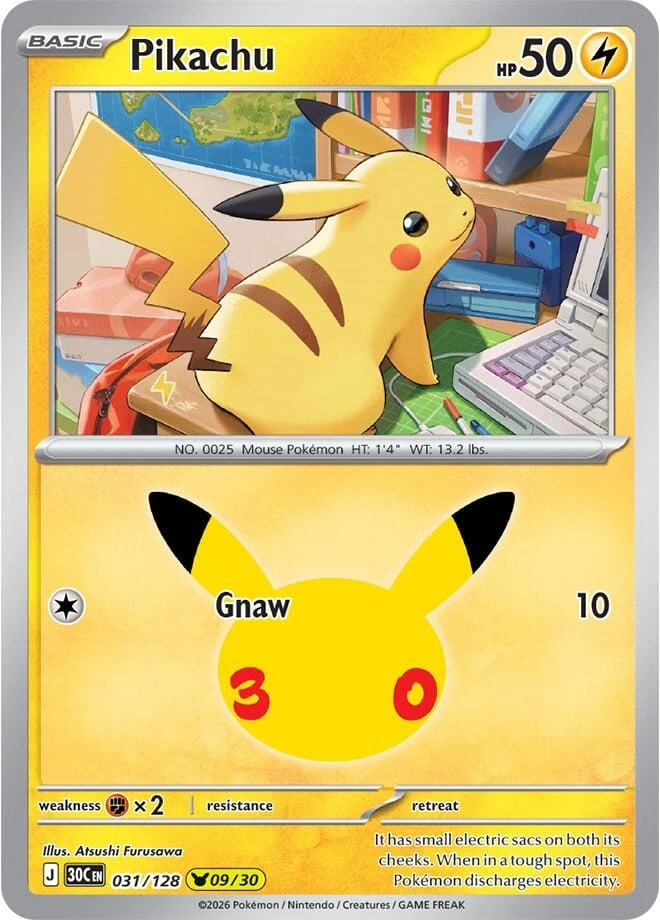 BASIC
Pikachu
HP 50
NO. 0025 Mouse Pokémon HT: 1'4" WT: 13.2 lbs.
Gnaw 10
3 0
weakness ×2 resistance retreat
Illus. Atsushi Furusawa
J 30C EN 031/128 09/30
It has small electric sacs on both its
cheeks. When in a tough spot, this
Pokémon discharges electricity.
©2026 Pokémon / Nintendo / Creatures / GAME FREAK